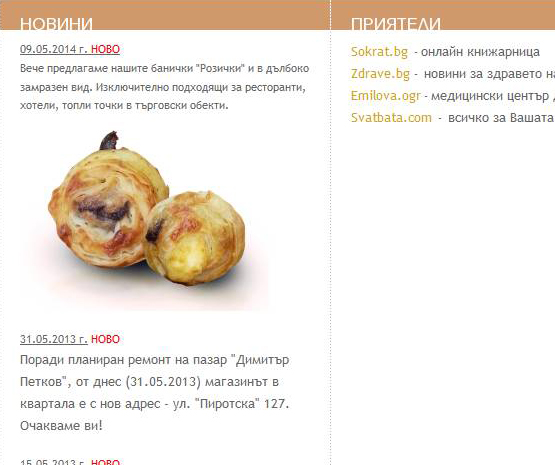 НОВИНИ
09.05.2014 г. НОВО
Вече предлагаме нашите банички "Розички" и в дълбоко
замразен вид. Изключително подходящи за ресторанти,
хотели, топли точки в търговски обекти.
31.05.2013 г. НОВО
Поради планиран ремонт на пазар "Димитър
Петков", от днес (31.05.2013) магазинът в
квартала е с нов адрес - ул. "Пиротска" 127.
Очакваме ви!
15.05.2013 г. НОВО
ПРИЯТЕЛИ
Sokrat.bg - онлайн книжарница
Zdrave.bg - новини за здравето на
Emilova.ogr - медицински център
Svatbata.com - всичко за Вашата